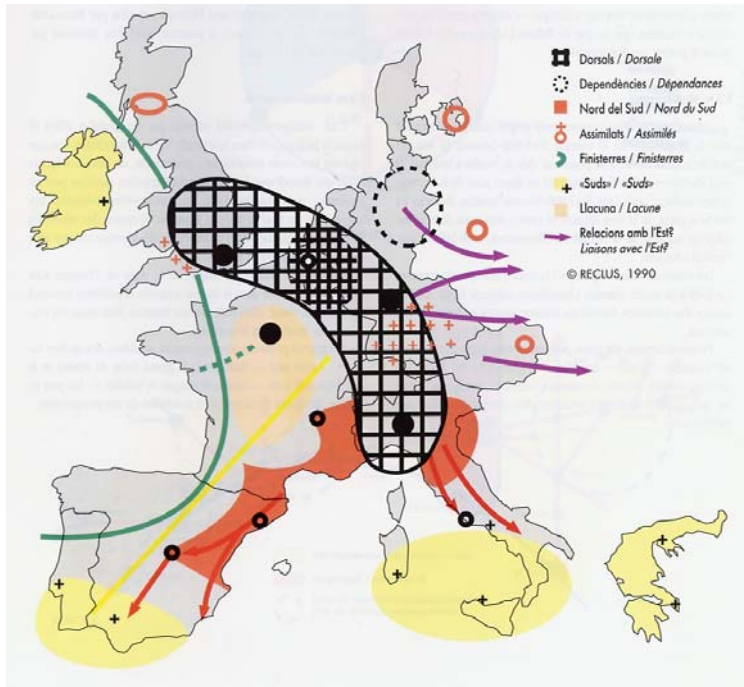 Dorsals / Dorsale
Dependències / Dépendances
Nord del Sud / Nord du Sud
Assimilats / Assimilés
Finisterres / Finisterres
«Suds» / «Suds»
Llacuna / Lacune
Relacions amb l'Est?
Liaisons avec l'Est?
© RECLUS, 1990